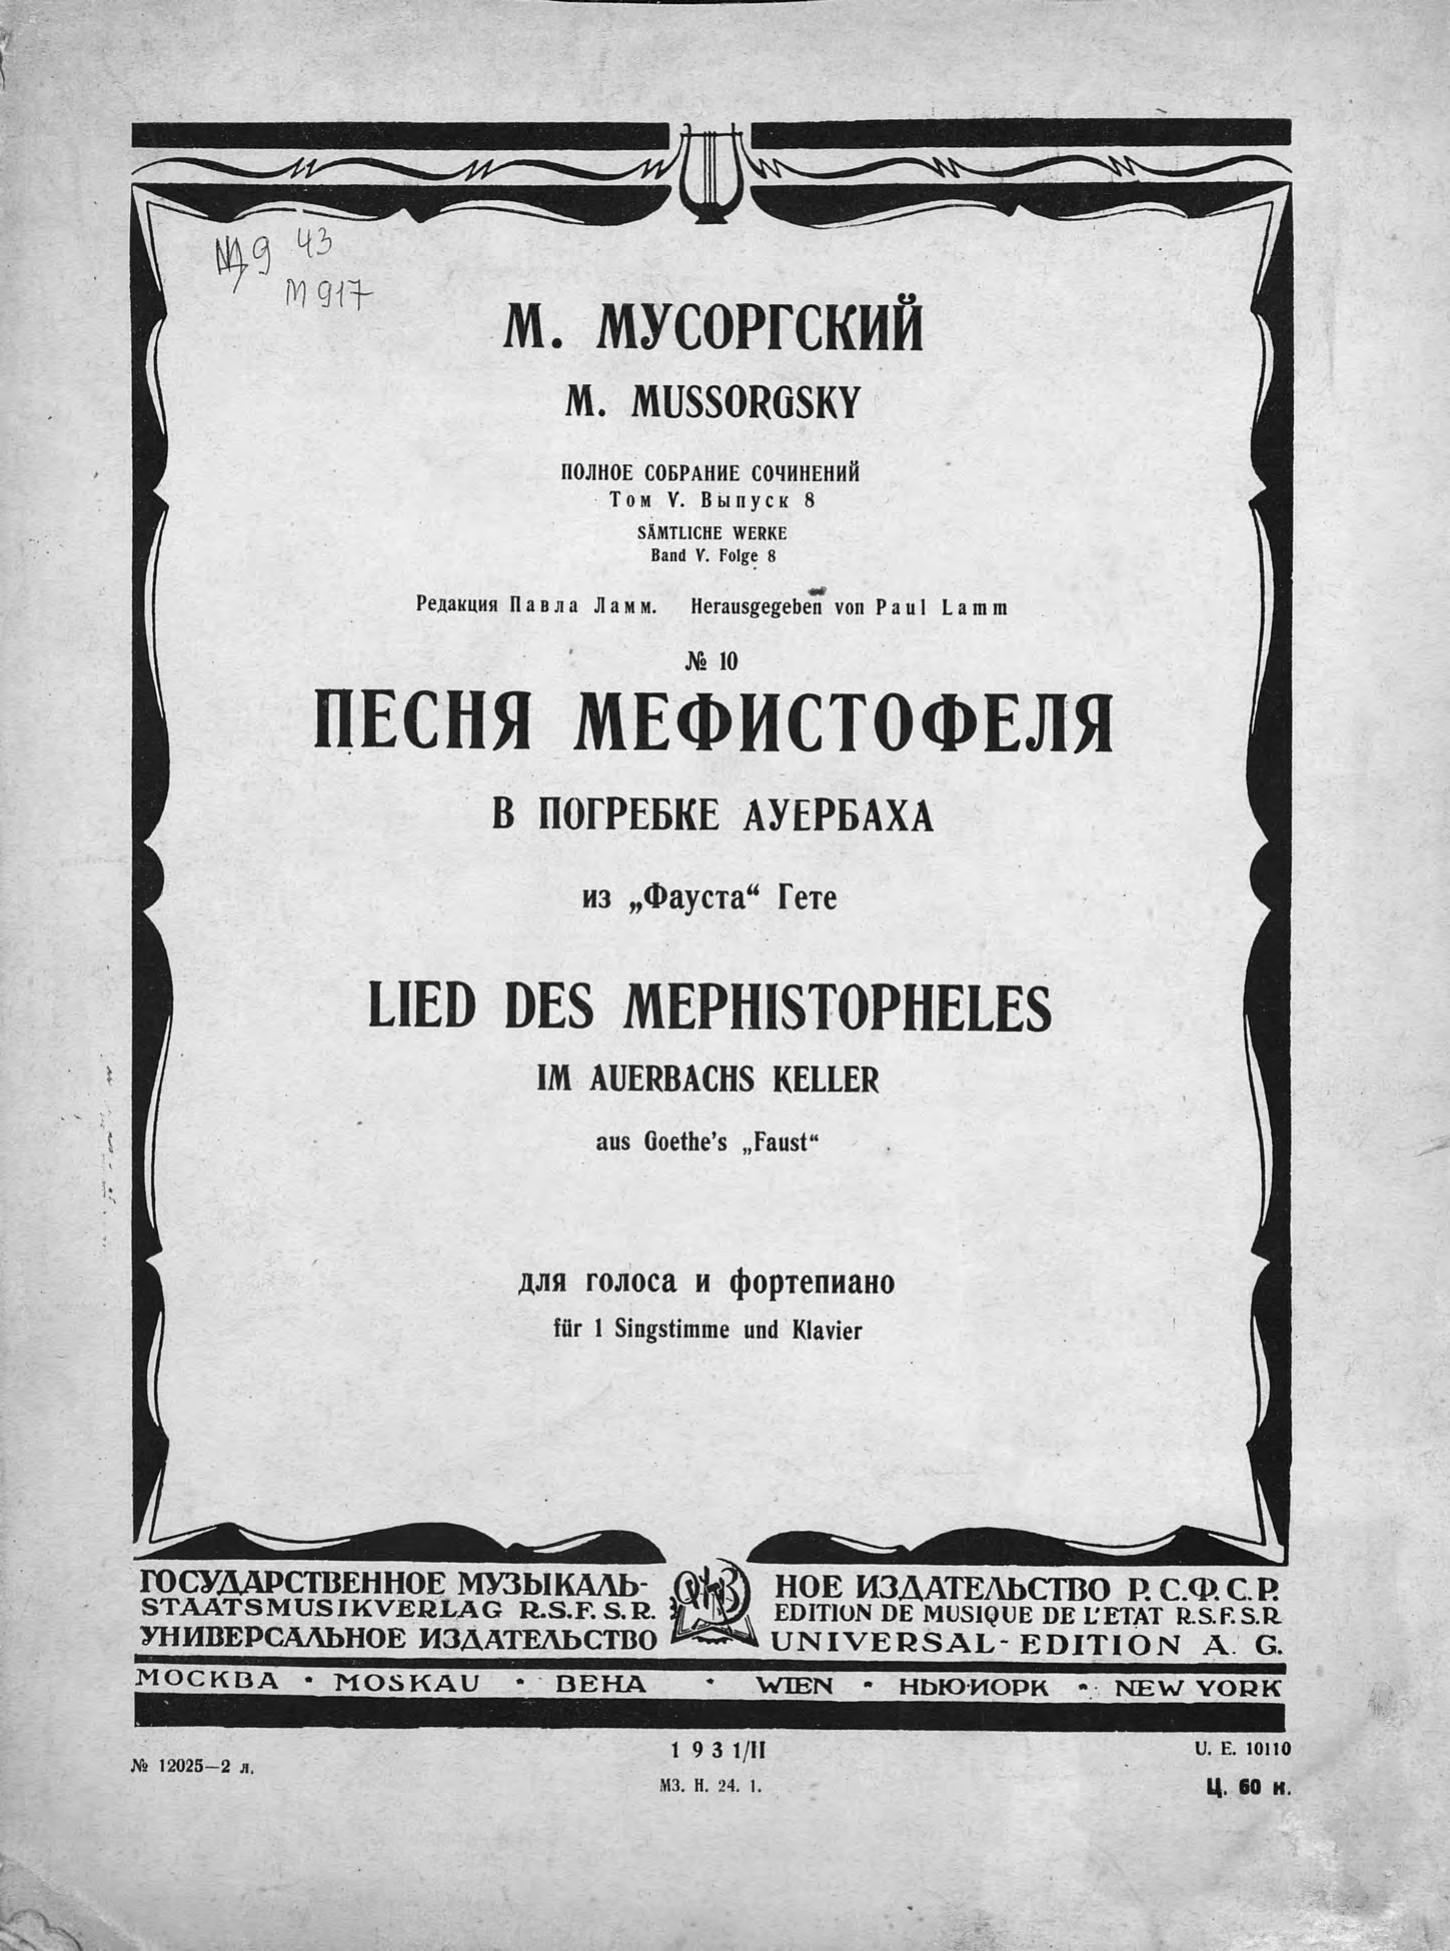 43
М 917
М. МУСОРГСКИЙ
M. MUSSORGSKY
ПОЛНОЕ СОБРАНИЕ СОЧИНЕНИЙ
Том V. Выпуск 8
SÄMTLICHE WERKE
Band V. Folge 8
Редакция Павла Ламм. Herausgegeben von Paul Lamm
№ 10
ПЕСНЯ МЕФИСТОФЕЛЯ
В ПОГРЕБКЕ АУЕРБАХА
из „Фауста“ Гете
LIED DES MEPHISTOPHELES
IM AUERBACHS KELLER
aus Goethe's „Faust“
для голоса и фортепиано
für 1 Singstimme und Klavier
ГОСУДАРСТВЕННОЕ МУЗЫКАЛЬ- НОЕ ИЗДАТЕЛЬСТВО Р.С.Ф.С.Р.
STAATSMUSIKVERLAG R.S.F.S.R. EDITION DE MUSIQUE DE L'ETAT R.S.F.S.R
УНИВЕРСАЛЬНОЕ ИЗДАТЕЛЬСТВО UNIVERSAL-EDITION A. G.
МОСКВА • MOSKAU • ВЕНА • WIEN • НЬЮ-ИОРК • NEW YORK
№ 12025—2 л. 1931/II U. E. 10110
МЗ. Н. 24. 1. Ц. 60 к.